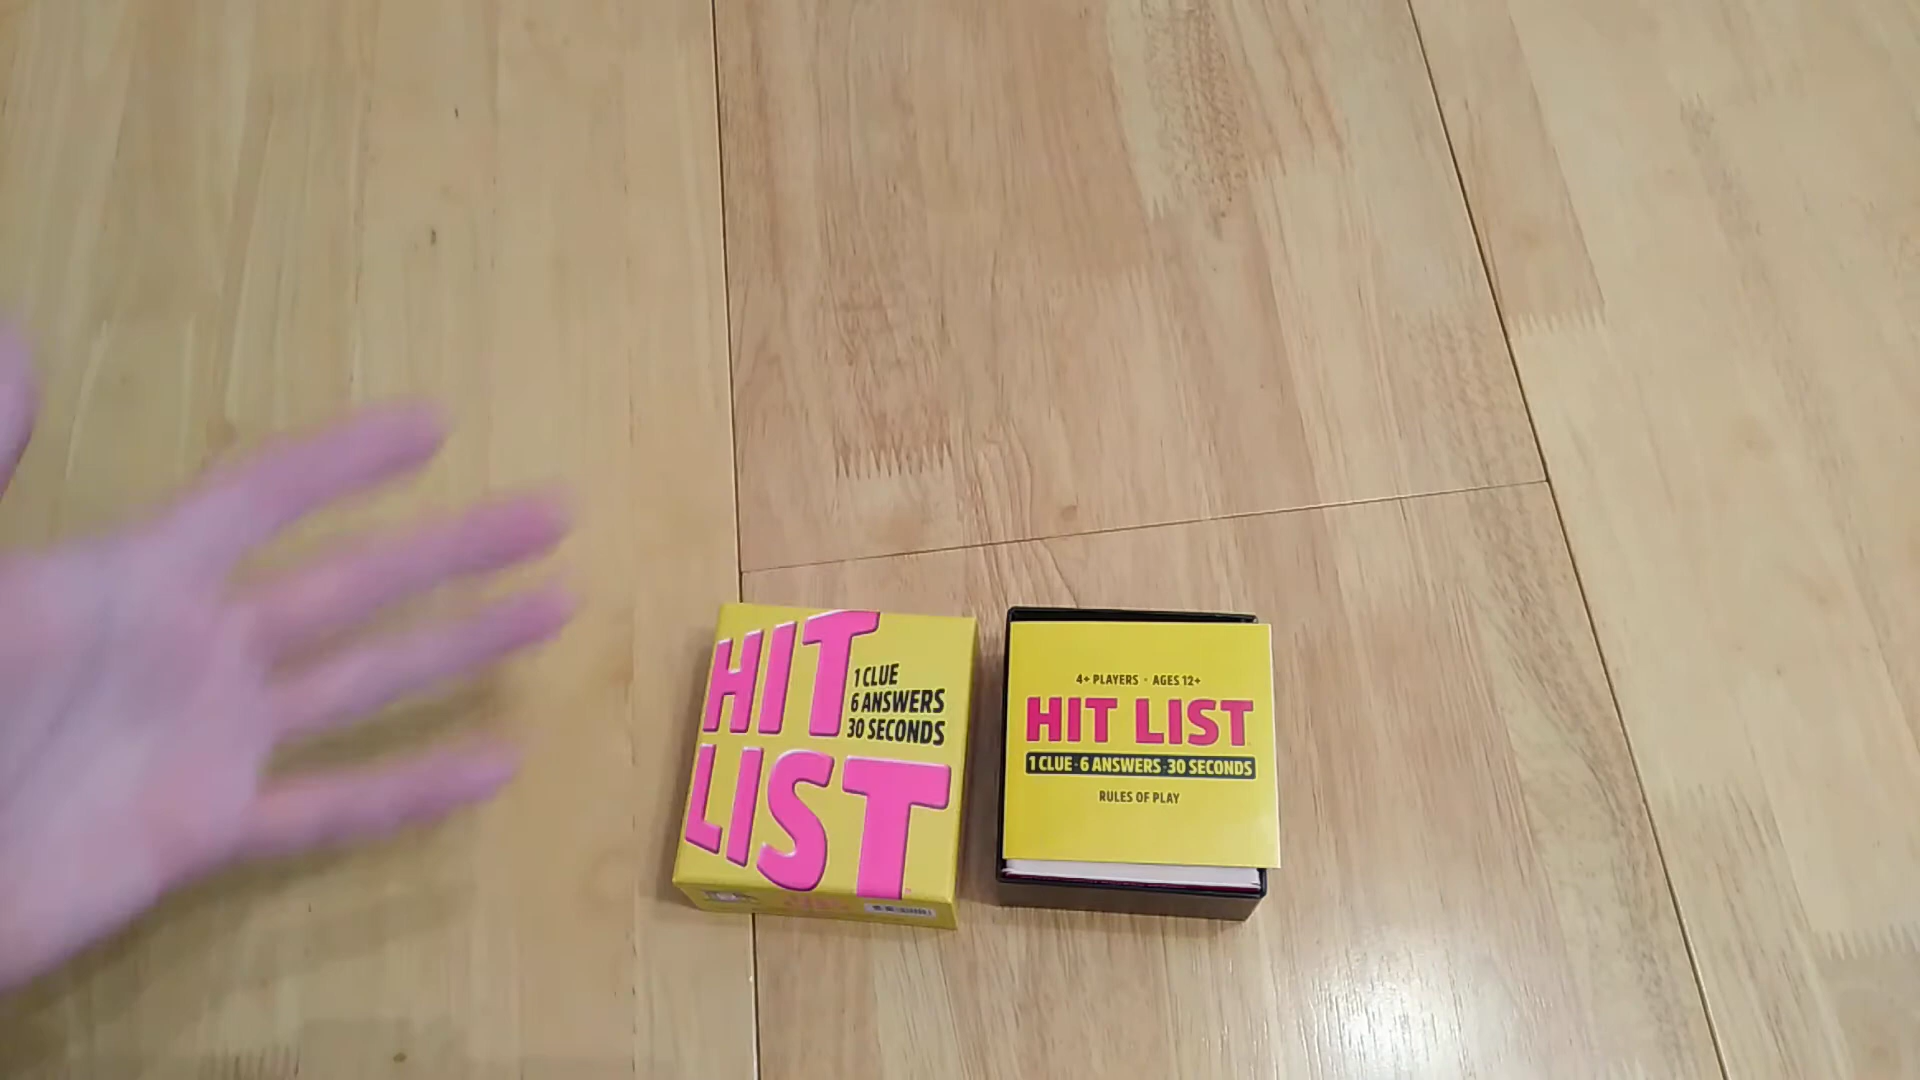 HIT
LIST
1 CLUE
6 ANSWERS
30 SECONDS
4+ PLAYERS · AGES 12+
HIT LIST
1 CLUE · 6 ANSWERS · 30 SECONDS
RULES OF PLAY